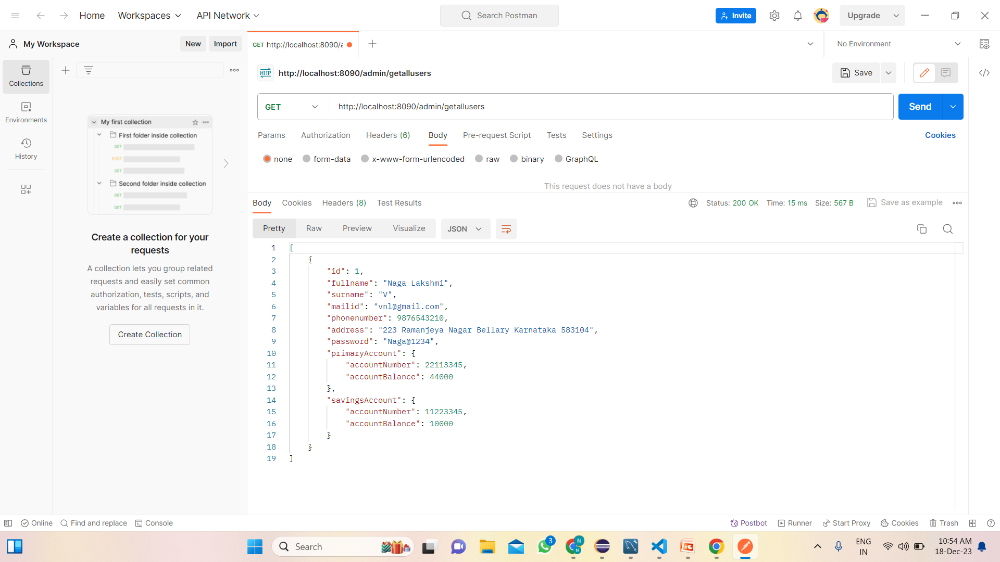 Home Workspaces API Network
Search Postman
Invite
Upgrade
My Workspace
New Import
GET http://localhost:8090/a
No Environment
Collections
Environments
History
My first collection
First folder inside collection
GET
POST
GET
Second folder inside collection
GET
GET
Create a collection for your
requests
A collection lets you group related
requests and easily set common
authorization, tests, scripts, and
variables for all requests in it.
Create Collection
HTTP http://localhost:8090/admin/getallusers
Save
GET http://localhost:8090/admin/getallusers
Send
Params Authorization Headers (6) Body Pre-request Script Tests Settings
Cookies
none form-data x-www-form-urlencoded raw binary GraphQL
This request does not have a body
Body Cookies Headers (8) Test Results
Status: 200 OK Time: 15 ms Size: 567 B Save as example
Pretty Raw Preview Visualize JSON
1 [
2 {
3 "id": 1,
4 "fullname": "Naga Lakshmi",
5 "surname": "V",
6 "mailid": "vnl@gmail.com",
7 "phonenumber": 9876543210,
8 "address": "223 Ramanjeya Nagar Bellary Karnataka 583104",
9 "password": "Naga@1234",
10 "primaryAccount": {
11 "accountNumber": 22113345,
12 "accountBalance": 44000
13 },
14 "savingsAccount": {
15 "accountNumber": 11223345,
16 "accountBalance": 10000
17 }
18 }
19 ]
Online Find and replace Console
Postbot Runner Start Proxy Cookies Trash
Search
3
N
N
ENG
IN
10:54 AM
18-Dec-23